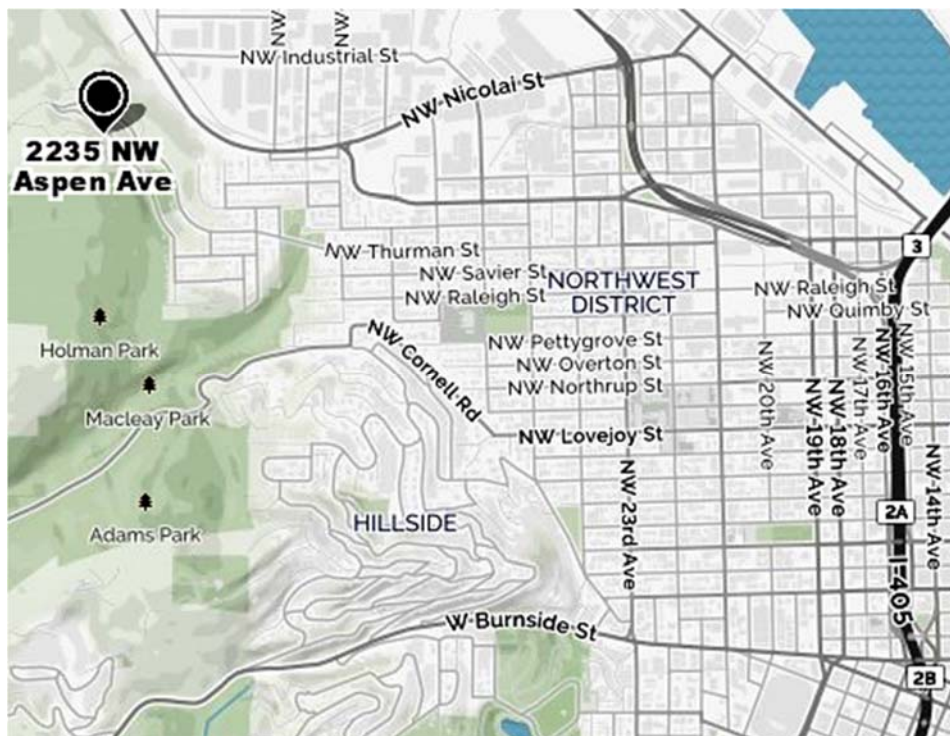 NW
NW
NW Industrial St
NW Nicolai St
2235 NW
Aspen Ave
3
NW Thurman St
NW Savier St
NORTHWEST
DISTRICT
NW Raleigh St
NW Raleigh St
NW Quimby St
Holman Park
NW Cornell Rd
NW Pettygrove St
NW Overton St
NW Northrup St
NW 20th Ave
NW 19th Ave
NW 18th Ave
NW 17th Ave
NW 16th Ave
NW 15th Ave
NW 14th Ave
Macleay Park
NW Lovejoy St
NW 23rd Ave
2A
Adams Park
HILLSIDE
I-405
W Burnside St
2B